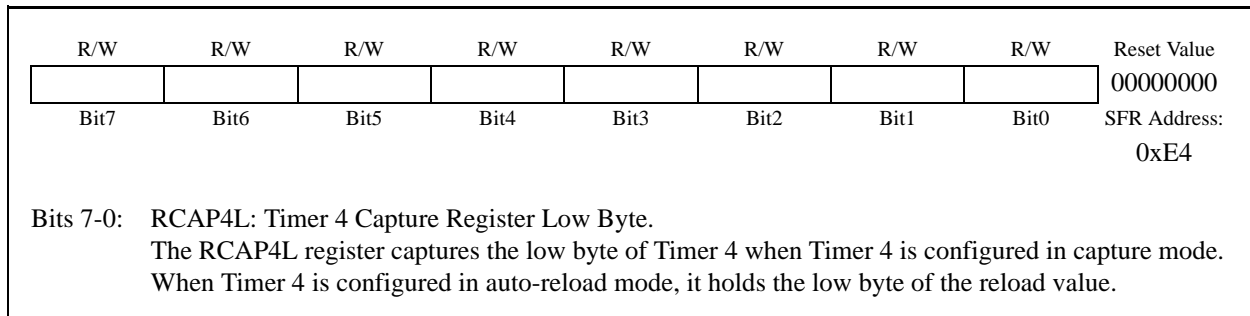 R/W R/W R/W R/W R/W R/W R/W R/W Reset Value
00000000
Bit7 Bit6 Bit5 Bit4 Bit3 Bit2 Bit1 Bit0 SFR Address:
0xE4
Bits 7-0: RCAP4L: Timer 4 Capture Register Low Byte.
The RCAP4L register captures the low byte of Timer 4 when Timer 4 is configured in capture mode.
When Timer 4 is configured in auto-reload mode, it holds the low byte of the reload value.